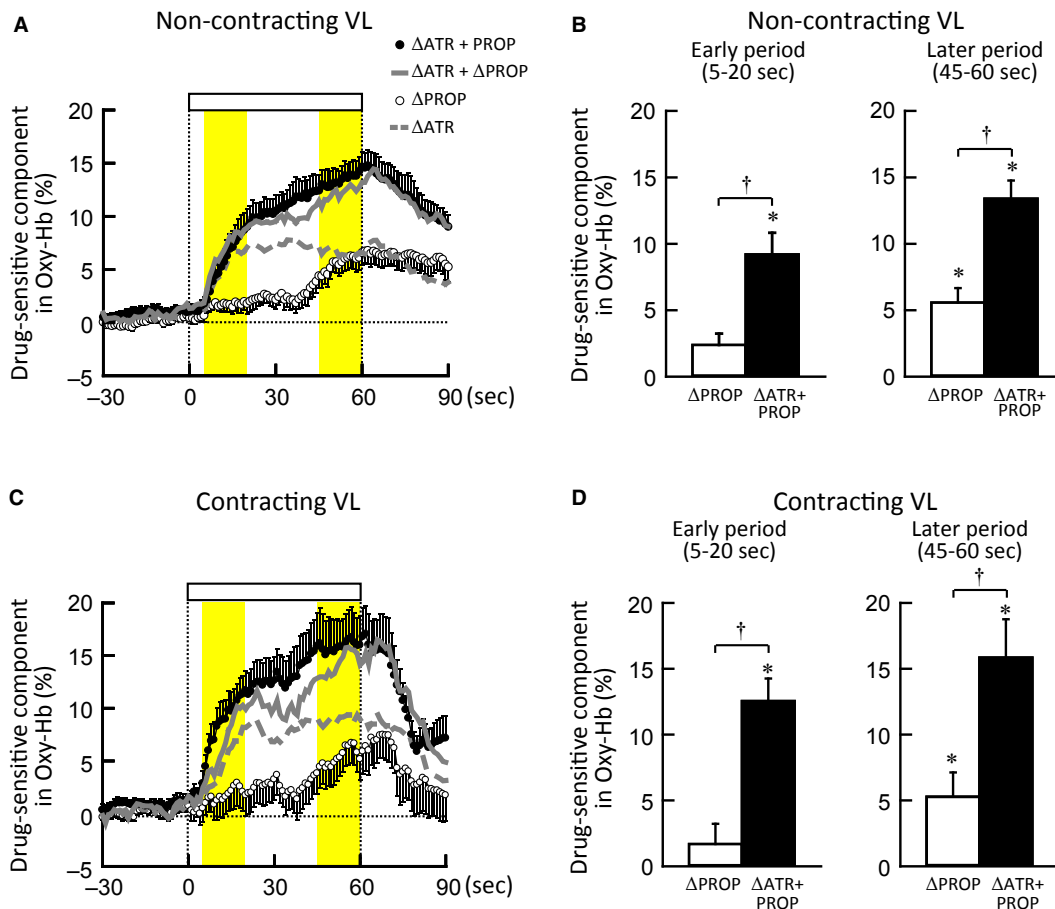 A
Non-contracting VL
ΔATR + PROP
ΔATR + ΔPROP
ΔPROP
ΔATR
Drug-sensitive component
in Oxy-Hb (%)
20
15
10
5
0
−5
−30
0
30
60
90 (sec)
B
Non-contracting VL
Early period
(5-20 sec)
Later period
(45-60 sec)
Drug-sensitive component
in Oxy-Hb (%)
20
15
10
5
0
†
*
ΔPROP
ΔATR+
PROP
20
15
10
5
0
†
*
*
ΔPROP
ΔATR+
PROP
C
Contracting VL
Drug-sensitive component
in Oxy-Hb (%)
20
15
10
5
0
−5
−30
0
30
60
90 (sec)
D
Contracting VL
Early period
(5-20 sec)
Later period
(45-60 sec)
Drug-sensitive component
in Oxy-Hb (%)
20
15
10
5
0
†
*
ΔPROP
ΔATR+
PROP
20
15
10
5
0
†
*
*
ΔPROP
ΔATR+
PROP